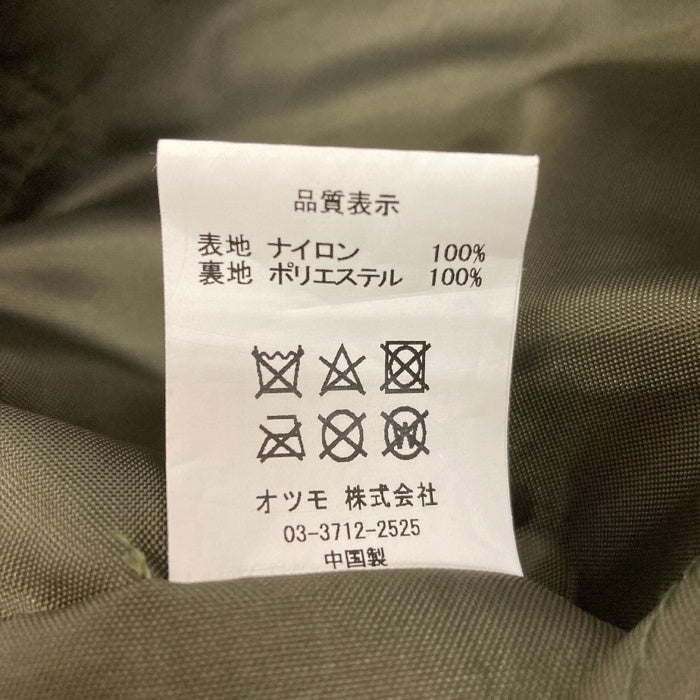 品質表示
表地 ナイロン 100%
裏地 ポリエステル 100%
W
オツモ 株式会社
03-3712-2525
中国製